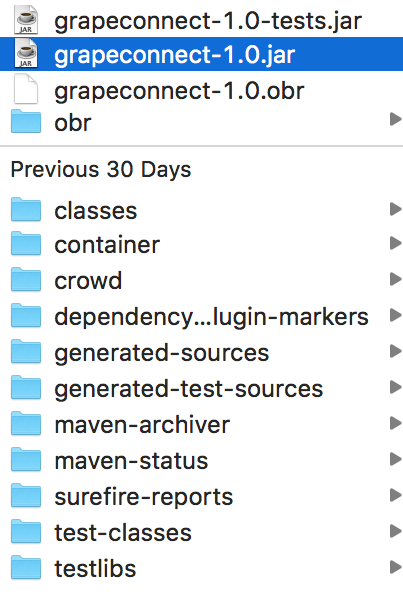 grapeconnect-1.0-tests.jar
grapeconnect-1.0.jar
grapeconnect-1.0.obr
obr
Previous 30 Days
classes
container
crowd
dependency...lugin-markers
generated-sources
generated-test-sources
maven-archiver
maven-status
surefire-reports
test-classes
testlibs